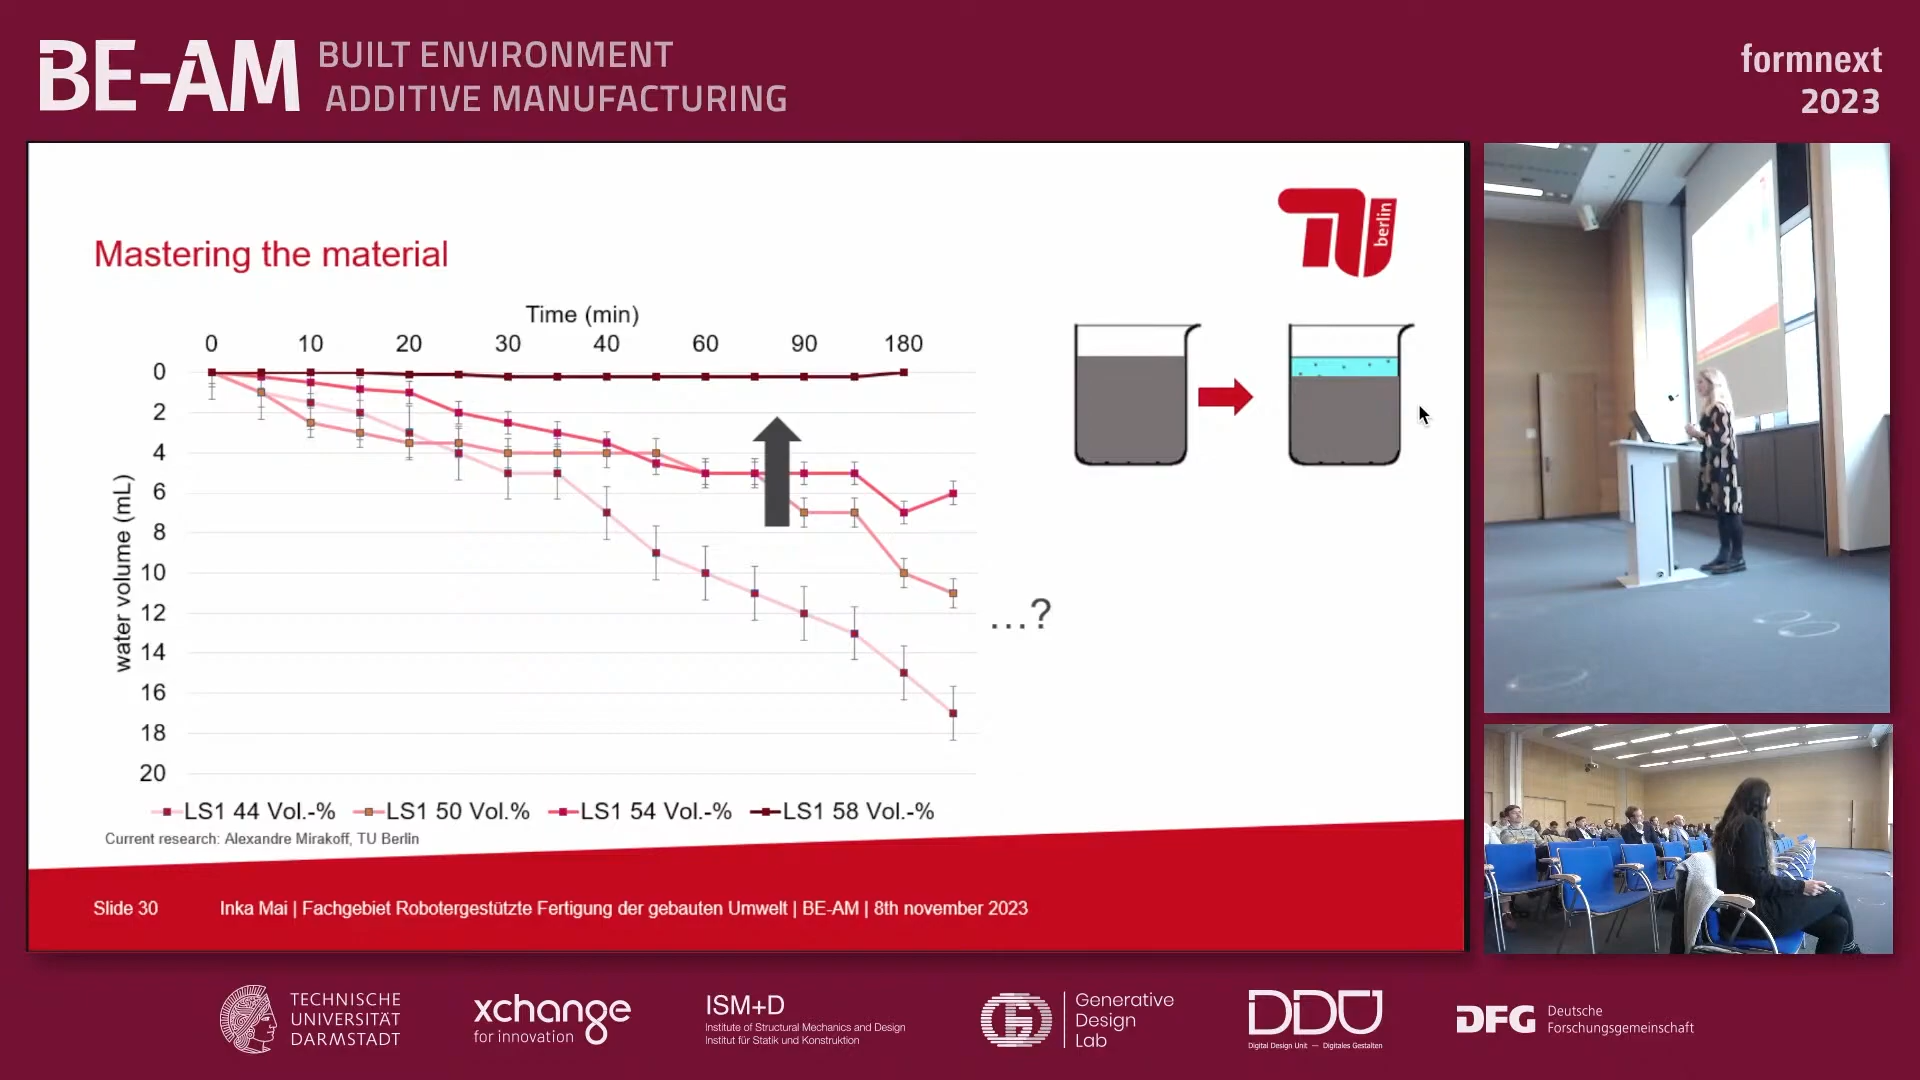 BE-AM BUILT ENVIRONMENT
ADDITIVE MANUFACTURING
formnext
2023
TU berlin
Mastering the material
Time (min)
0 10 20 30 40 60 90 180
0
2
4
6
8
10
12
14
16
18
20
water volume (mL)
...?
LS1 44 Vol.-% LS1 50 Vol.% LS1 54 Vol.-% LS1 58 Vol.-%
Current research: Alexandre Mirakoff, TU Berlin
Slide 30 Inka Mai | Fachgebiet Robotergestützte Fertigung der gebauten Umwelt | BE-AM | 8th november 2023
TECHNISCHE
UNIVERSITÄT
DARMSTADT
xchange
for innovation
ISM+D
Institute of Structural Mechanics and Design
Institut für Statik und Konstruktion
Generative
Design
Lab
DDU
Digital Design Unit — Digitales Gestalten
DFG Deutsche
Forschungsgemeinschaft